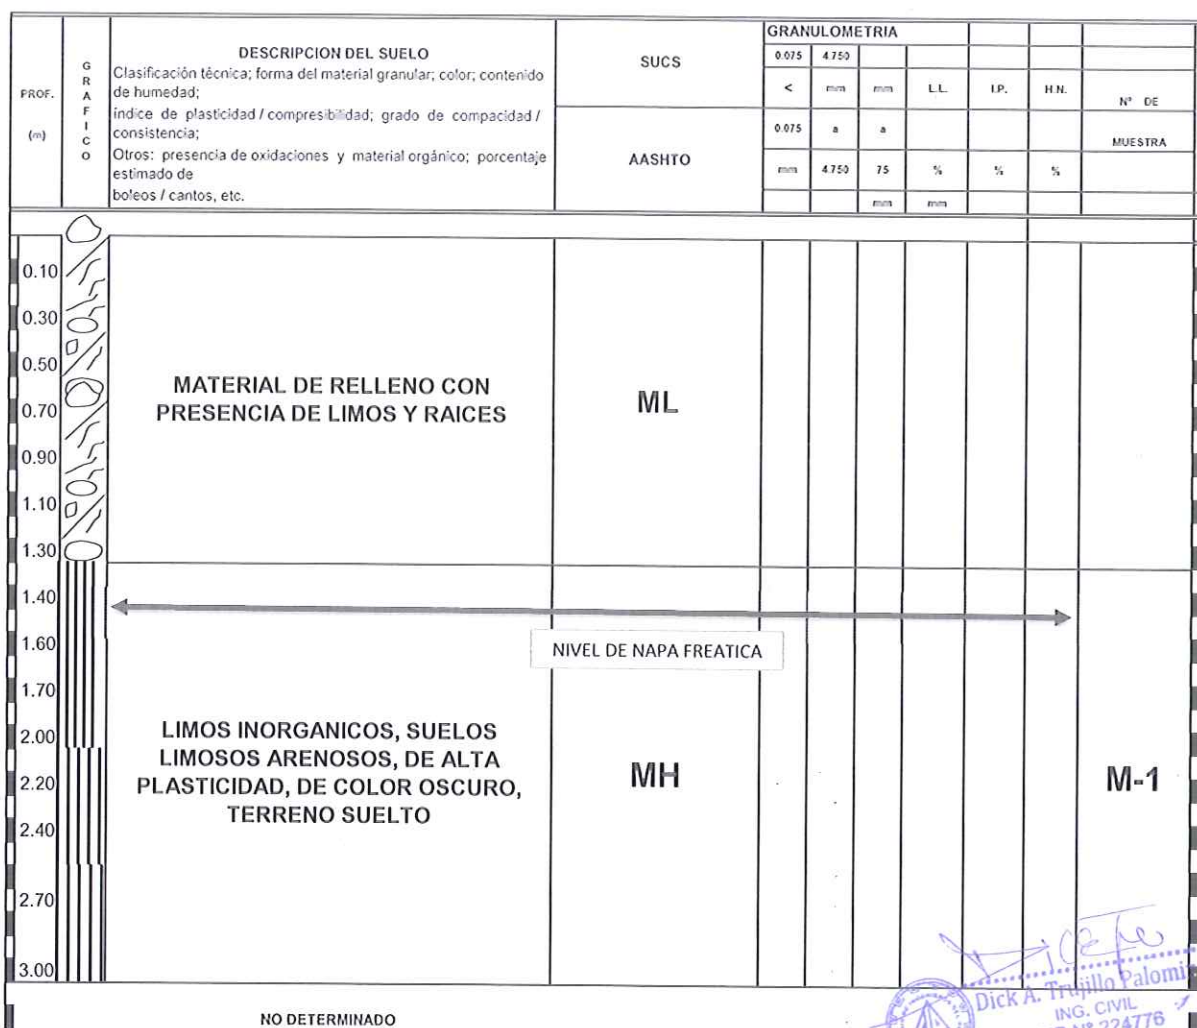 PROF.
(m)
G
R
A
F
I
C
O
DESCRIPCION DEL SUELO
Clasificación técnica; forma del material granular; color; contenido
de humedad;
índice de plasticidad / compresibilidad; grado de compacidad /
consistencia;
Otros: presencia de oxidaciones y material orgánico; porcentaje
estimado de
boleos / cantos, etc.
SUCS
AASHTO
GRANULOMETRIA
0.075 4.750
< mm mm L.L. I.P. H.N.
0.075 a a
mm 4.750 75 % % %
mm mm
N° DE
MUESTRA
0.10
0.30
0.50
0.70
0.90
1.10
1.30
MATERIAL DE RELLENO CON
PRESENCIA DE LIMOS Y RAICES
ML
1.40
1.60
1.70
2.00
2.20
2.40
2.70
3.00
NIVEL DE NAPA FREATICA
LIMOS INORGANICOS, SUELOS
LIMOSOS ARENOSOS, DE ALTA
PLASTICIDAD, DE COLOR OSCURO,
TERRENO SUELTO
MH
M-1
NO DETERMINADO
Dick A. Trujillo
ING. CIVIL
224776